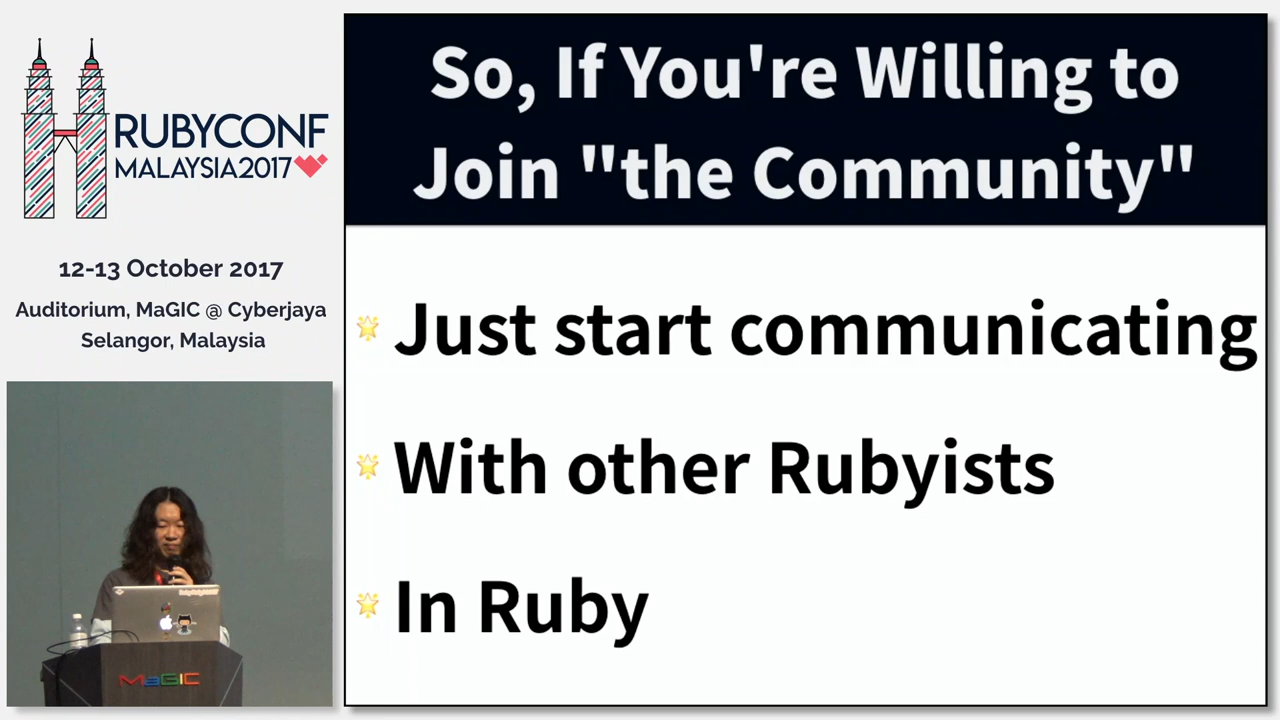 RUBYCONF
MALAYSIA2017
12-13 October 2017
Auditorium, MaGIC @ Cyberjaya
Selangor, Malaysia
MaGIC
So, If You're Willing to
Join "the Community"
Just start communicating
With other Rubyists
In Ruby